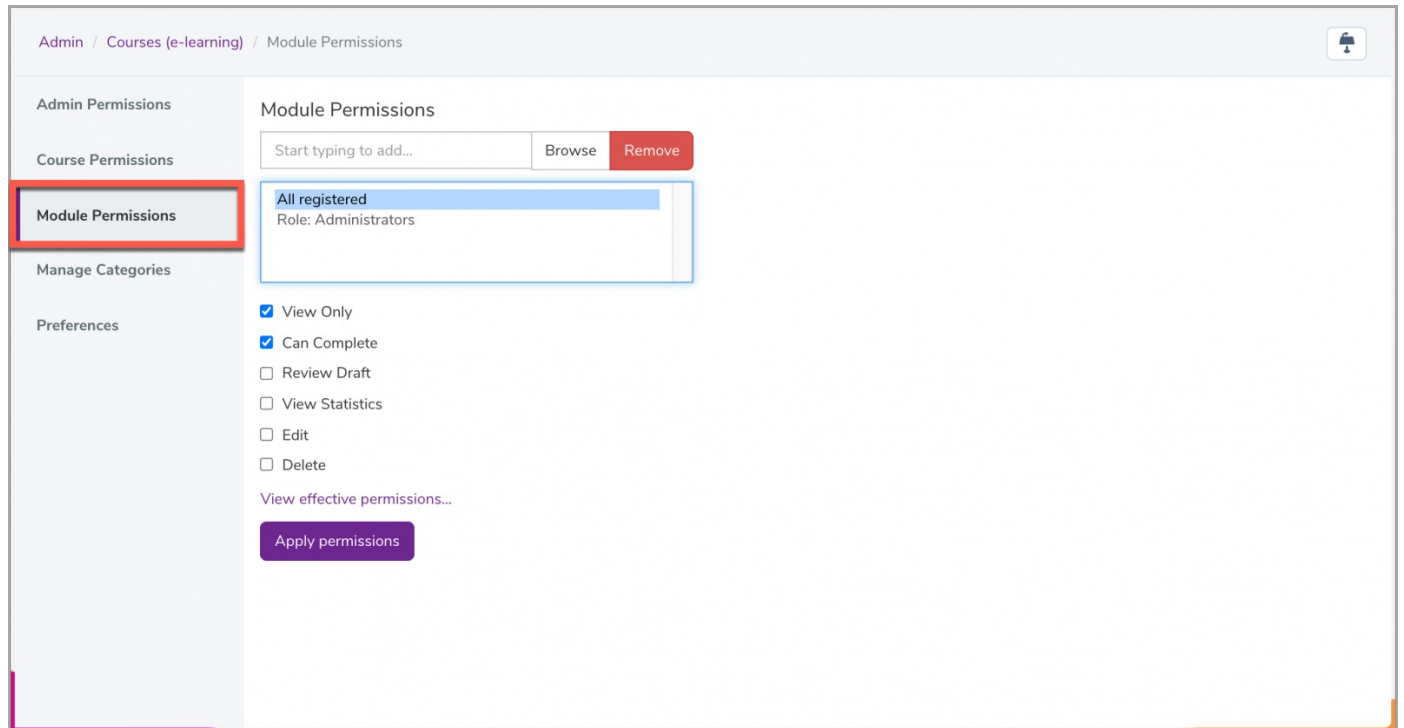 Admin / Courses (e-learning) / Module Permissions
Admin Permissions
Course Permissions
Module Permissions
Manage Categories
Preferences
Module Permissions
Start typing to add... Browse Remove
All registered
Role: Administrators
View Only
Can Complete
Review Draft
View Statistics
Edit
Delete
View effective permissions...
Apply permissions